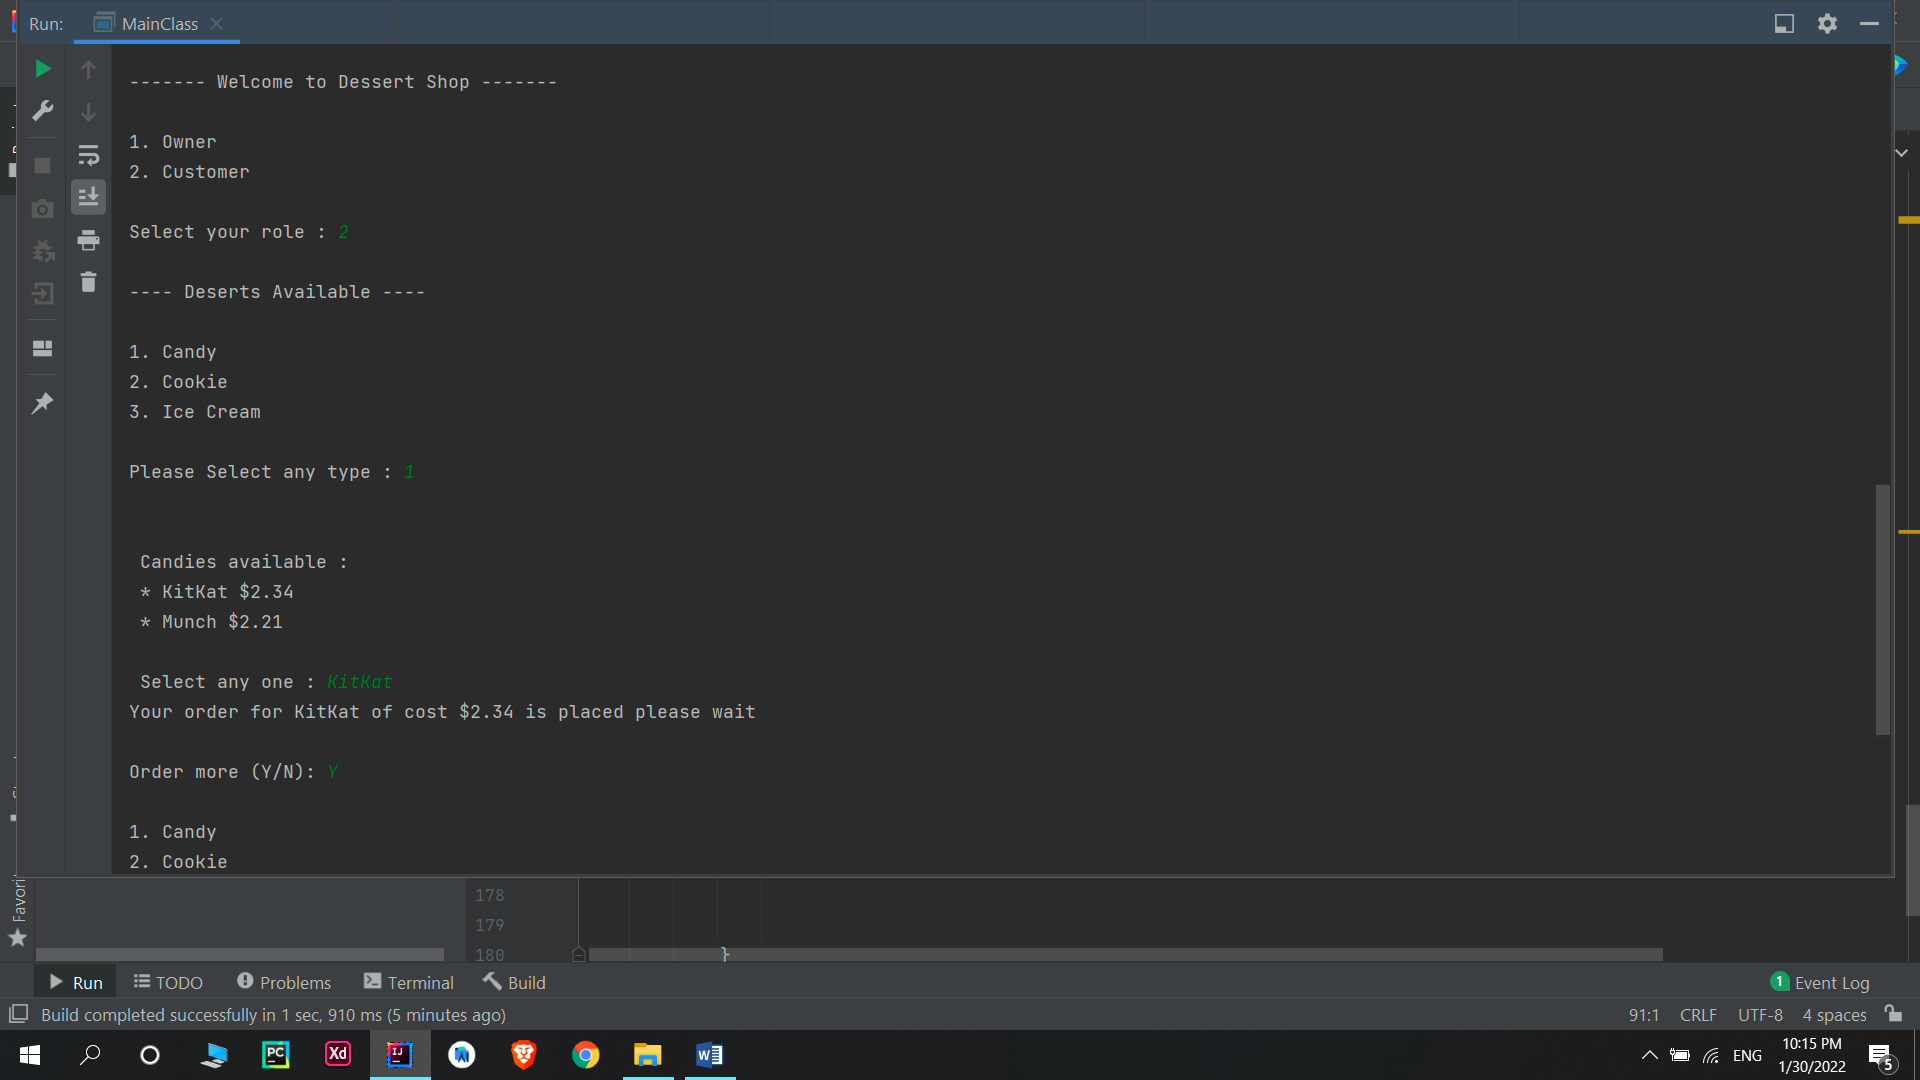 Run: MainClass
------- Welcome to Dessert Shop -------
1. Owner
2. Customer
Select your role : 2
---- Deserts Available ----
1. Candy
2. Cookie
3. Ice Cream
Please Select any type : 1
Candies available :
* KitKat $2.34
* Munch $2.21
Select any one : KitKat
Your order for KitKat of cost $2.34 is placed please wait
Order more (Y/N): Y
1. Candy
2. Cookie
Favori
178
179
180 }
Run TODO Problems Terminal Build 1 Event Log
Build completed successfully in 1 sec, 910 ms (5 minutes ago) 91:1 CRLF UTF-8 4 spaces
PC Xd IJ W ENG 10:15 PM
1/30/2022 5